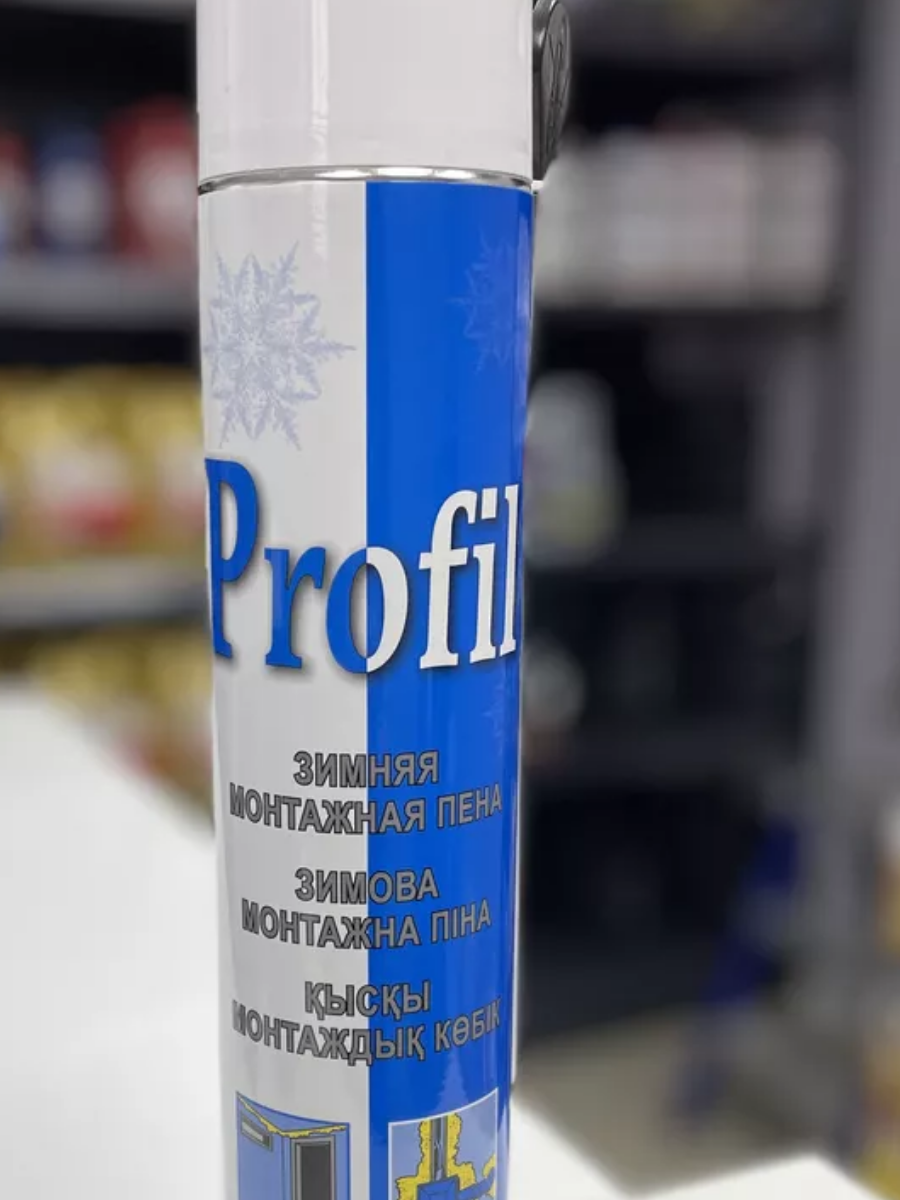 Profil
ЗИМНЯЯ
МОНТАЖНАЯ ПЕНА
ЗИМОВА
МОНТАЖНА ПІНА
ҚЫСҚЫ
МОНТАЖДЫҚ КӨБІК